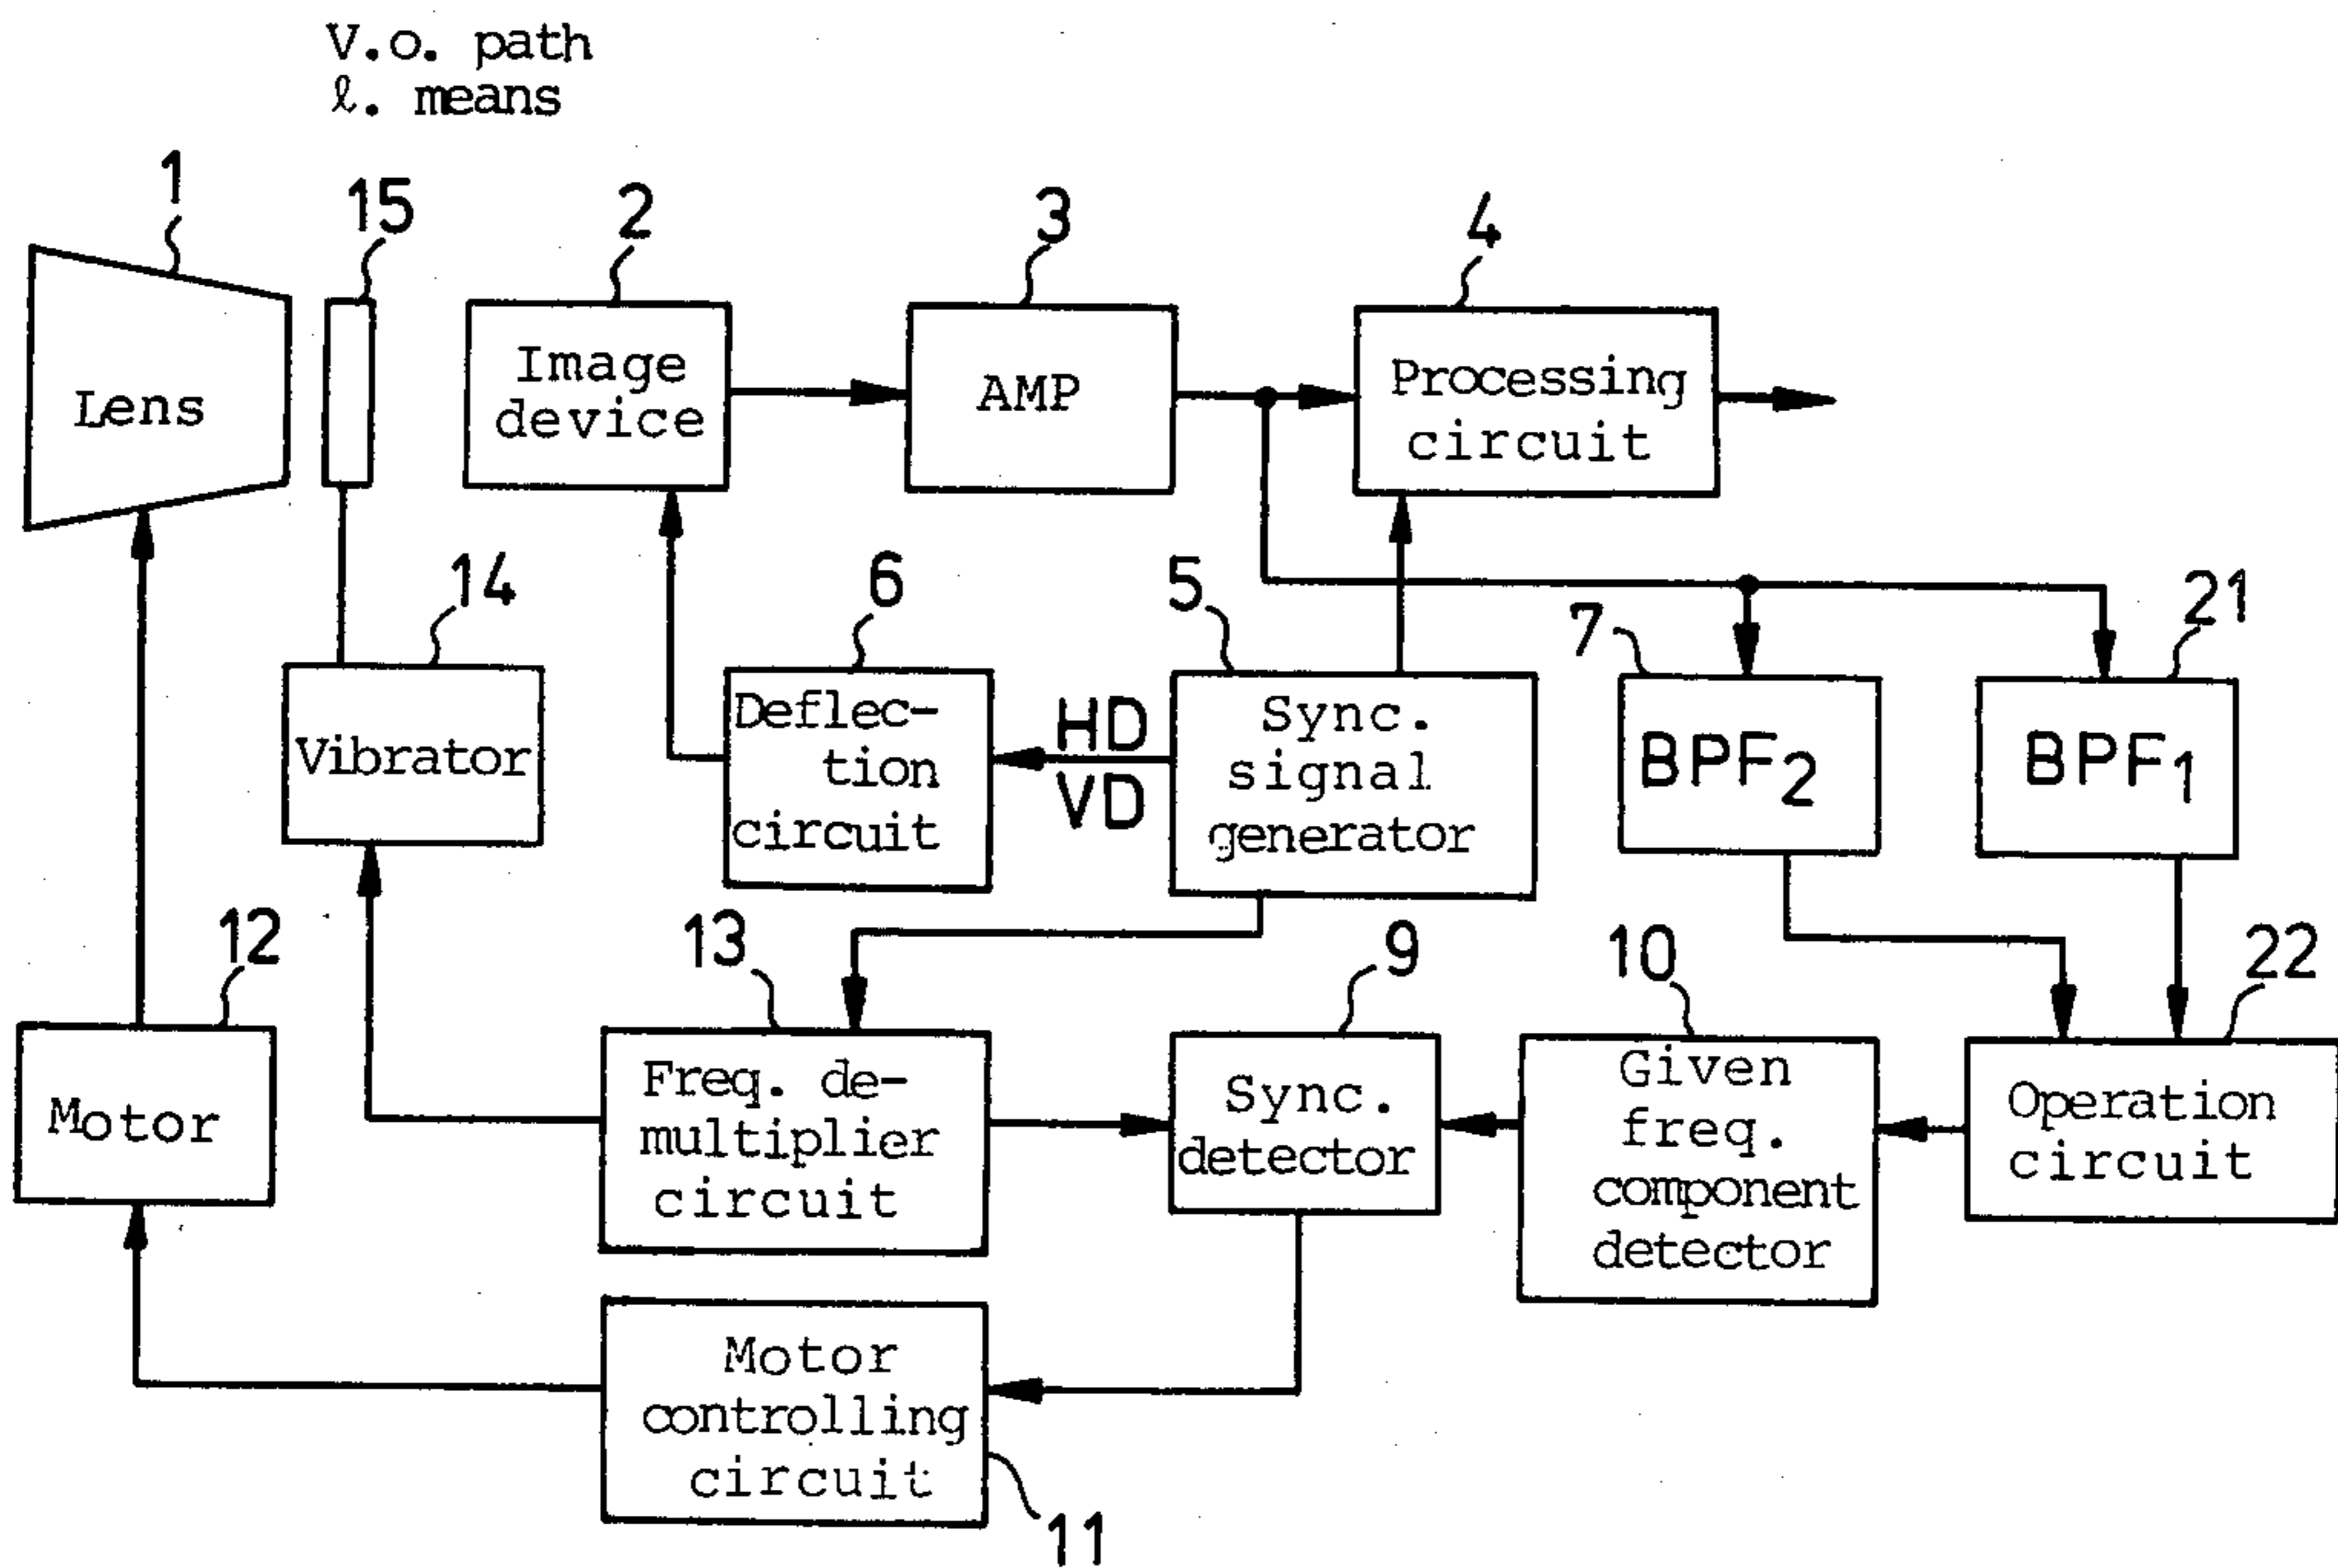 V.o. path
ℓ. means
1
15
2
3
4
Lens
Image
device
AMP
Processing
circuit
14
6
5
7
21
Vibrator
Deflec-
tion
circuit
HD
VD
Sync.
signal
generator
BPF2
BPF1
12
13
9
10
22
Motor
Freq. de-
multiplier
circuit
Sync.
detector
Given
freq.
component
detector
Operation
circuit
Motor
controlling
circuit
11